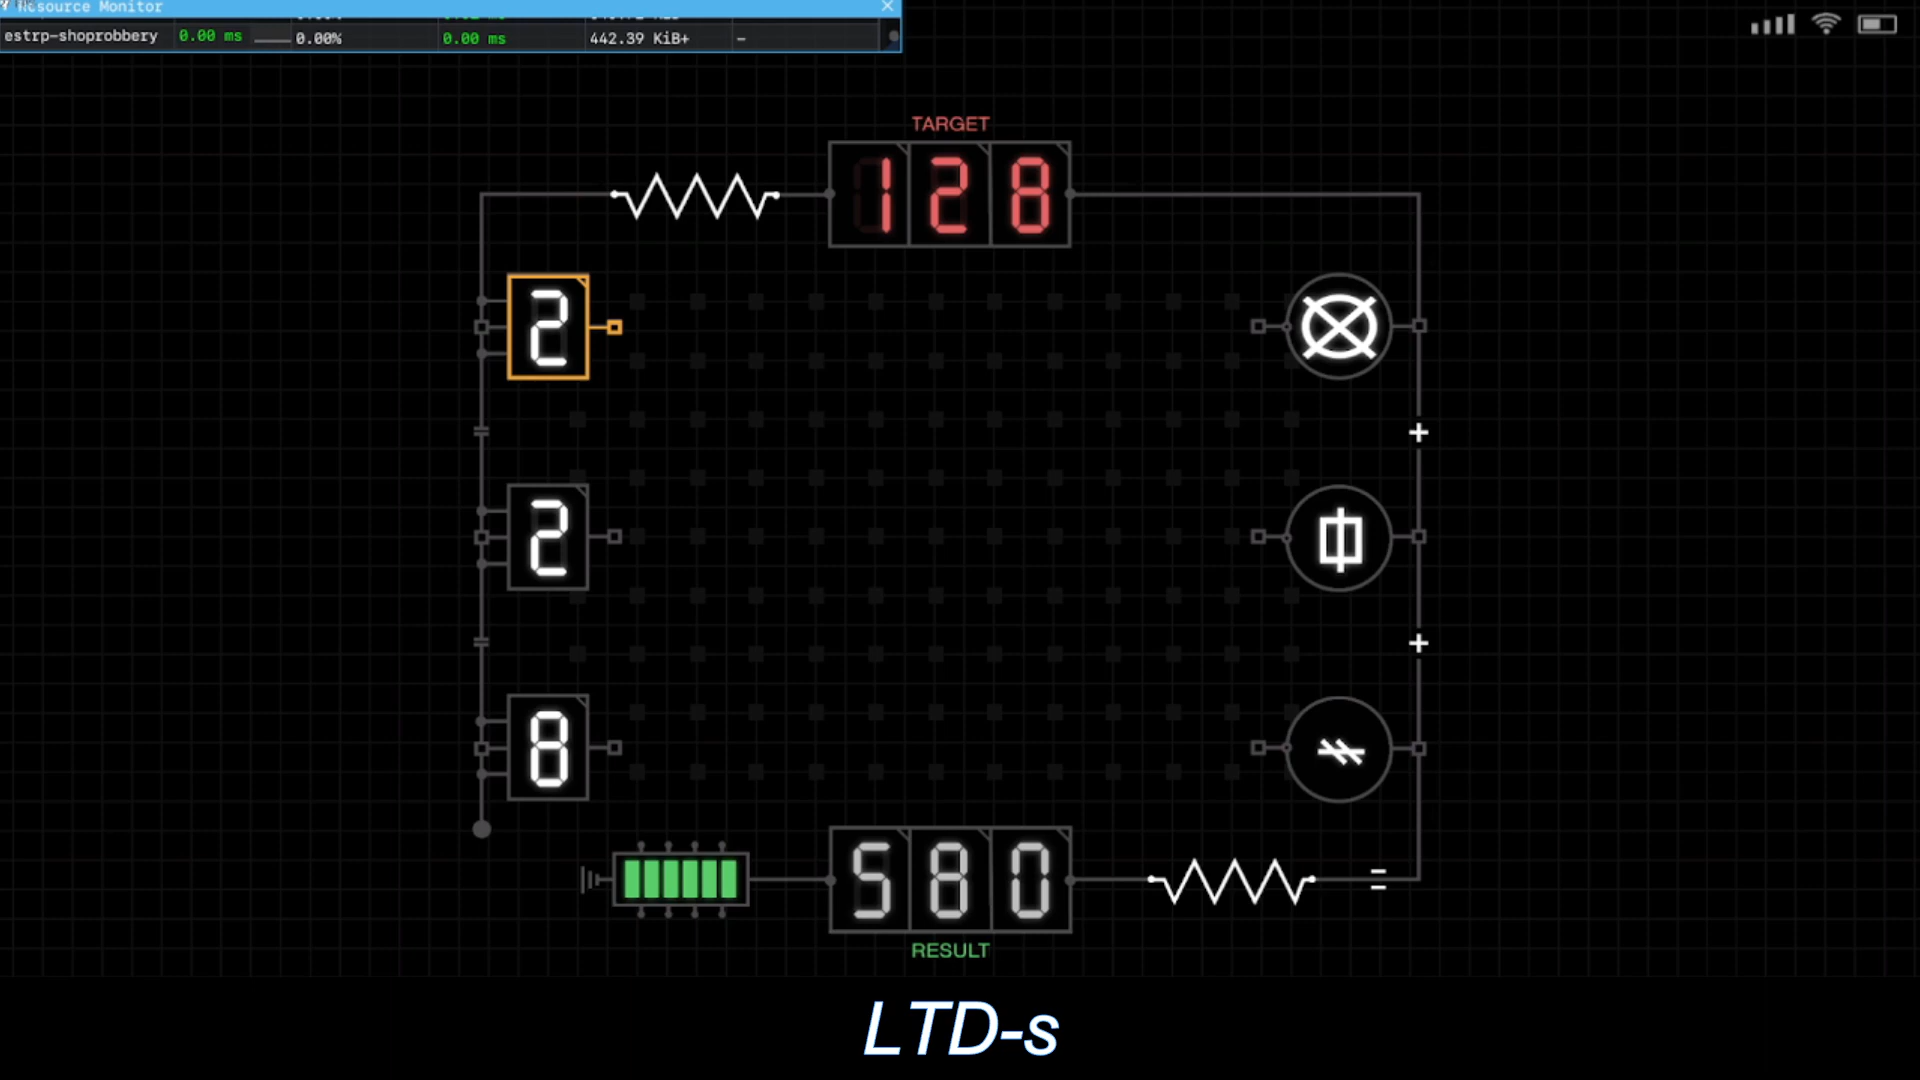 Resource Monitor
estrp-shoprobbery 0.00 ms 0.00% 0.00 ms 442.39 KiB+ –
TARGET
128
2
2
8
580
RESULT
LTD-s